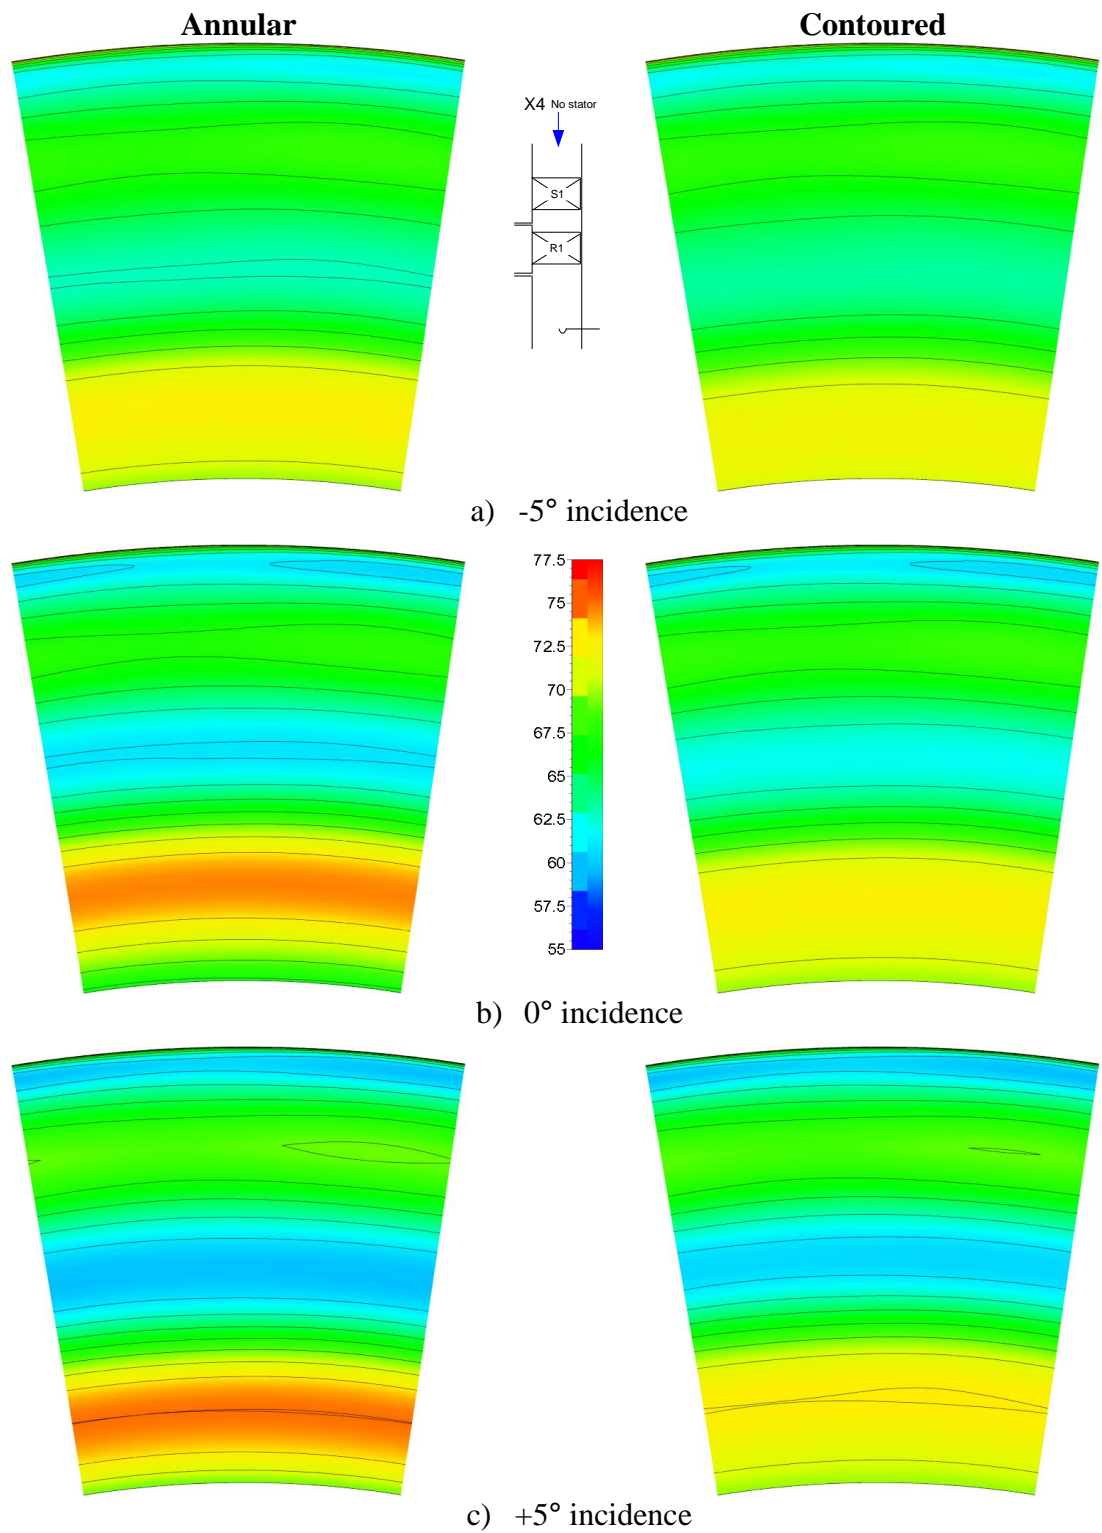 Annular
Contoured
X4 No stator
S1
R1
a) -5° incidence
77.5
75
72.5
70
67.5
65
62.5
60
57.5
55
b) 0° incidence
c) +5° incidence